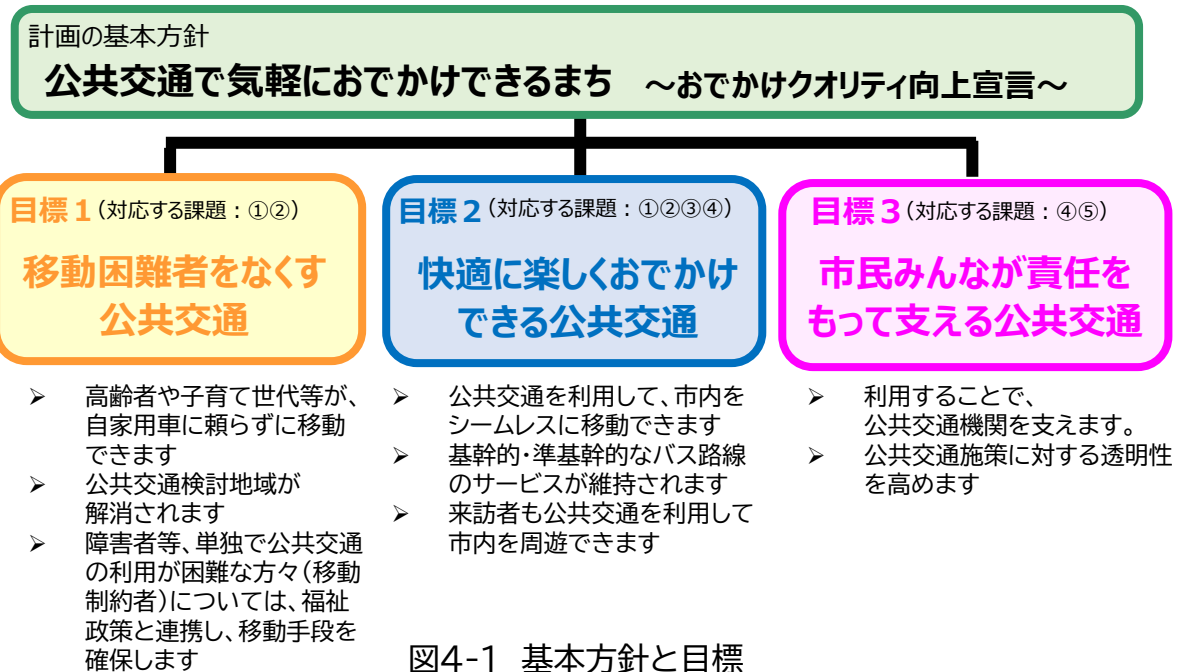 計画の基本方針
公共交通で気軽におでかけできるまち ～おでかけクオリティ向上宣言～
目標１（対応する課題：①②）
移動困難者をなくす
公共交通
➢ 高齢者や子育て世代等が、
自家用車に頼らずに移動
できます
➢ 公共交通検討地域が
解消されます
➢ 障害者等、単独で公共交通
の利用が困難な方々（移動
制約者）については、福祉
政策と連携し、移動手段を
確保します
目標２（対応する課題：①②③④）
快適に楽しくおでかけ
できる公共交通
➢ 公共交通を利用して、市内を
シームレスに移動できます
➢ 基幹的・準基幹的なバス路線
のサービスが維持されます
➢ 来訪者も公共交通を利用して
市内を周遊できます
目標３（対応する課題：④⑤）
市民みんなが責任を
もって支える公共交通
➢ 利用することで、
公共交通機関を支えます。
➢ 公共交通施策に対する透明性
を高めます
図4-1 基本方針と目標